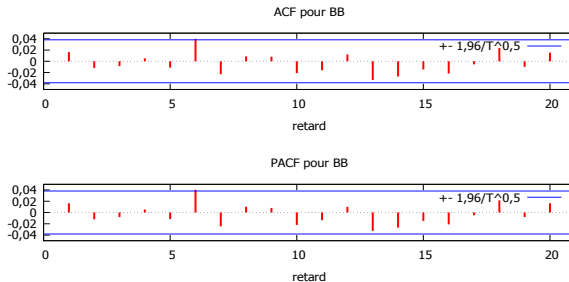 ACF pour BB
0,04
0,02
0
-0,02
-0,04
+- 1,96/T^0,5
0 5 10 15 20
retard
PACF pour BB
0,04
0,02
0
-0,02
-0,04
+- 1,96/T^0,5
0 5 10 15 20
retard